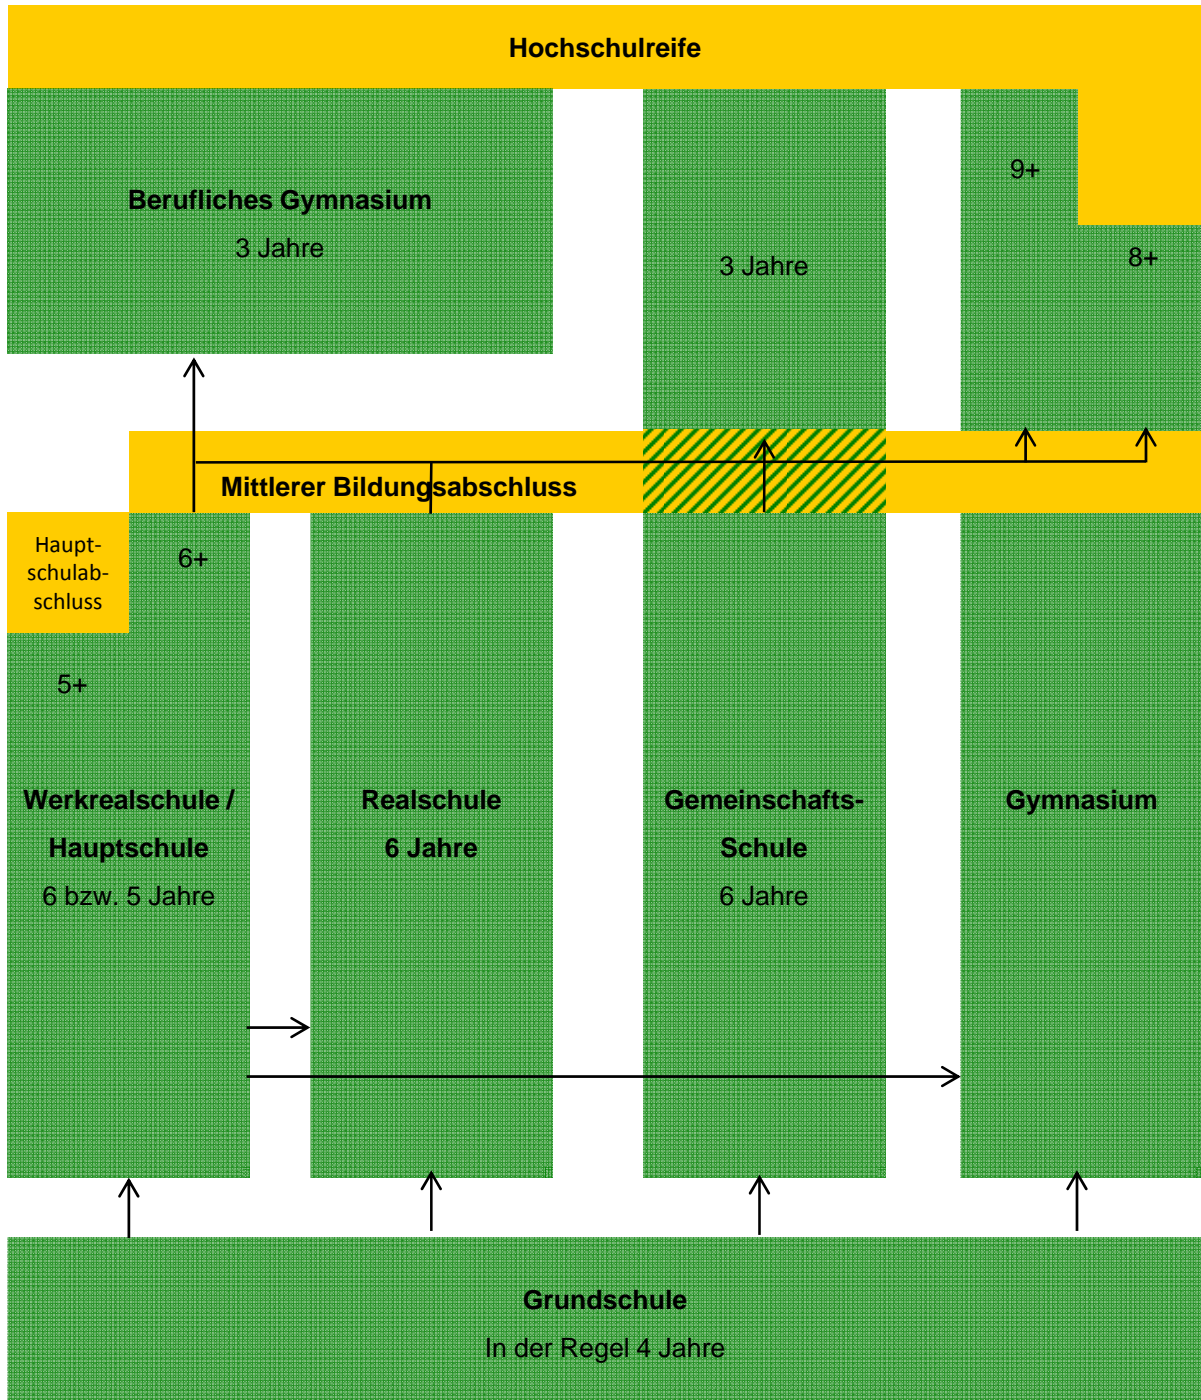 Hochschulreife
Berufliches Gymnasium
3 Jahre
3 Jahre
9+
8+
Mittlerer Bildungsabschluss
Haupt-
schulab-
schluss
6+
5+
Werkrealschule /
Hauptschule
6 bzw. 5 Jahre
Realschule
6 Jahre
Gemeinschafts-
Schule
6 Jahre
Gymnasium
Grundschule
In der Regel 4 Jahre